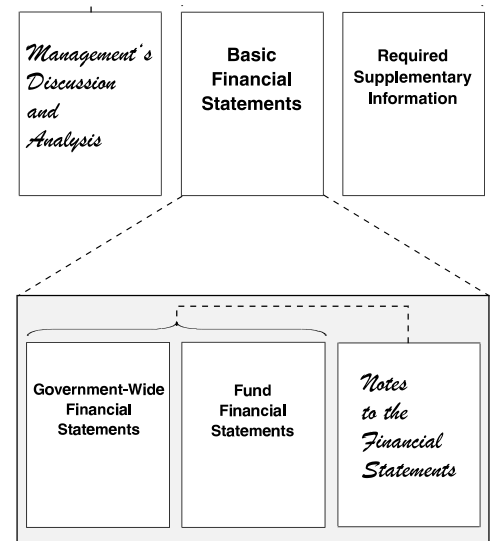 Management's
Discussion
and
Analysis
Basic
Financial
Statements
Required
Supplementary
Information
Government-Wide
Financial
Statements
Fund
Financial
Statements
Notes
to the
Financial
Statements